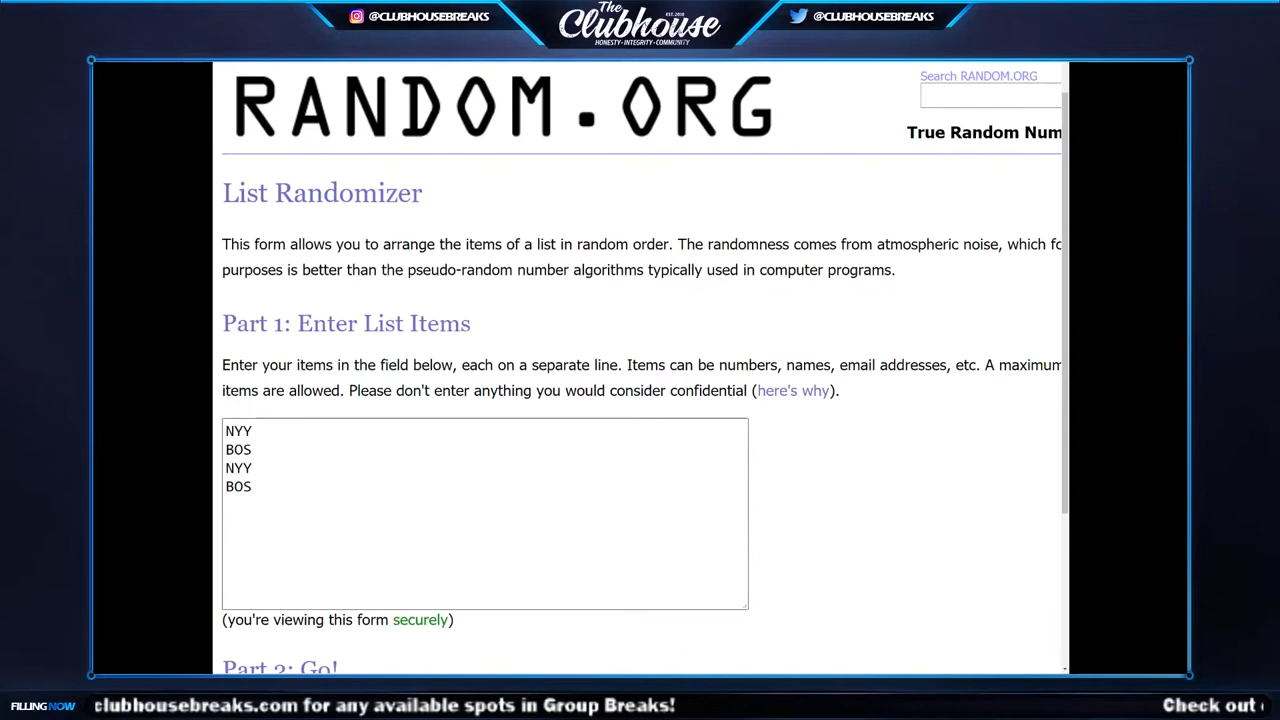 @CLUBHOUSEBREAKS
The Clubhouse
EST. 2018
HONESTY • INTEGRITY • COMMUNITY
@CLUBHOUSEBREAKS
RANDOM.ORG
Search RANDOM.ORG
True Random Num
List Randomizer
This form allows you to arrange the items of a list in random order. The randomness comes from atmospheric noise, which fo
purposes is better than the pseudo-random number algorithms typically used in computer programs.
Part 1: Enter List Items
Enter your items in the field below, each on a separate line. Items can be numbers, names, email addresses, etc. A maximum
items are allowed. Please don't enter anything you would consider confidential (here's why).
NYY
BOS
NYY
BOS
(you're viewing this form securely)
Part 2: Go!
FILLING NOW clubhousebreaks.com for any available spots in Group Breaks! Check out